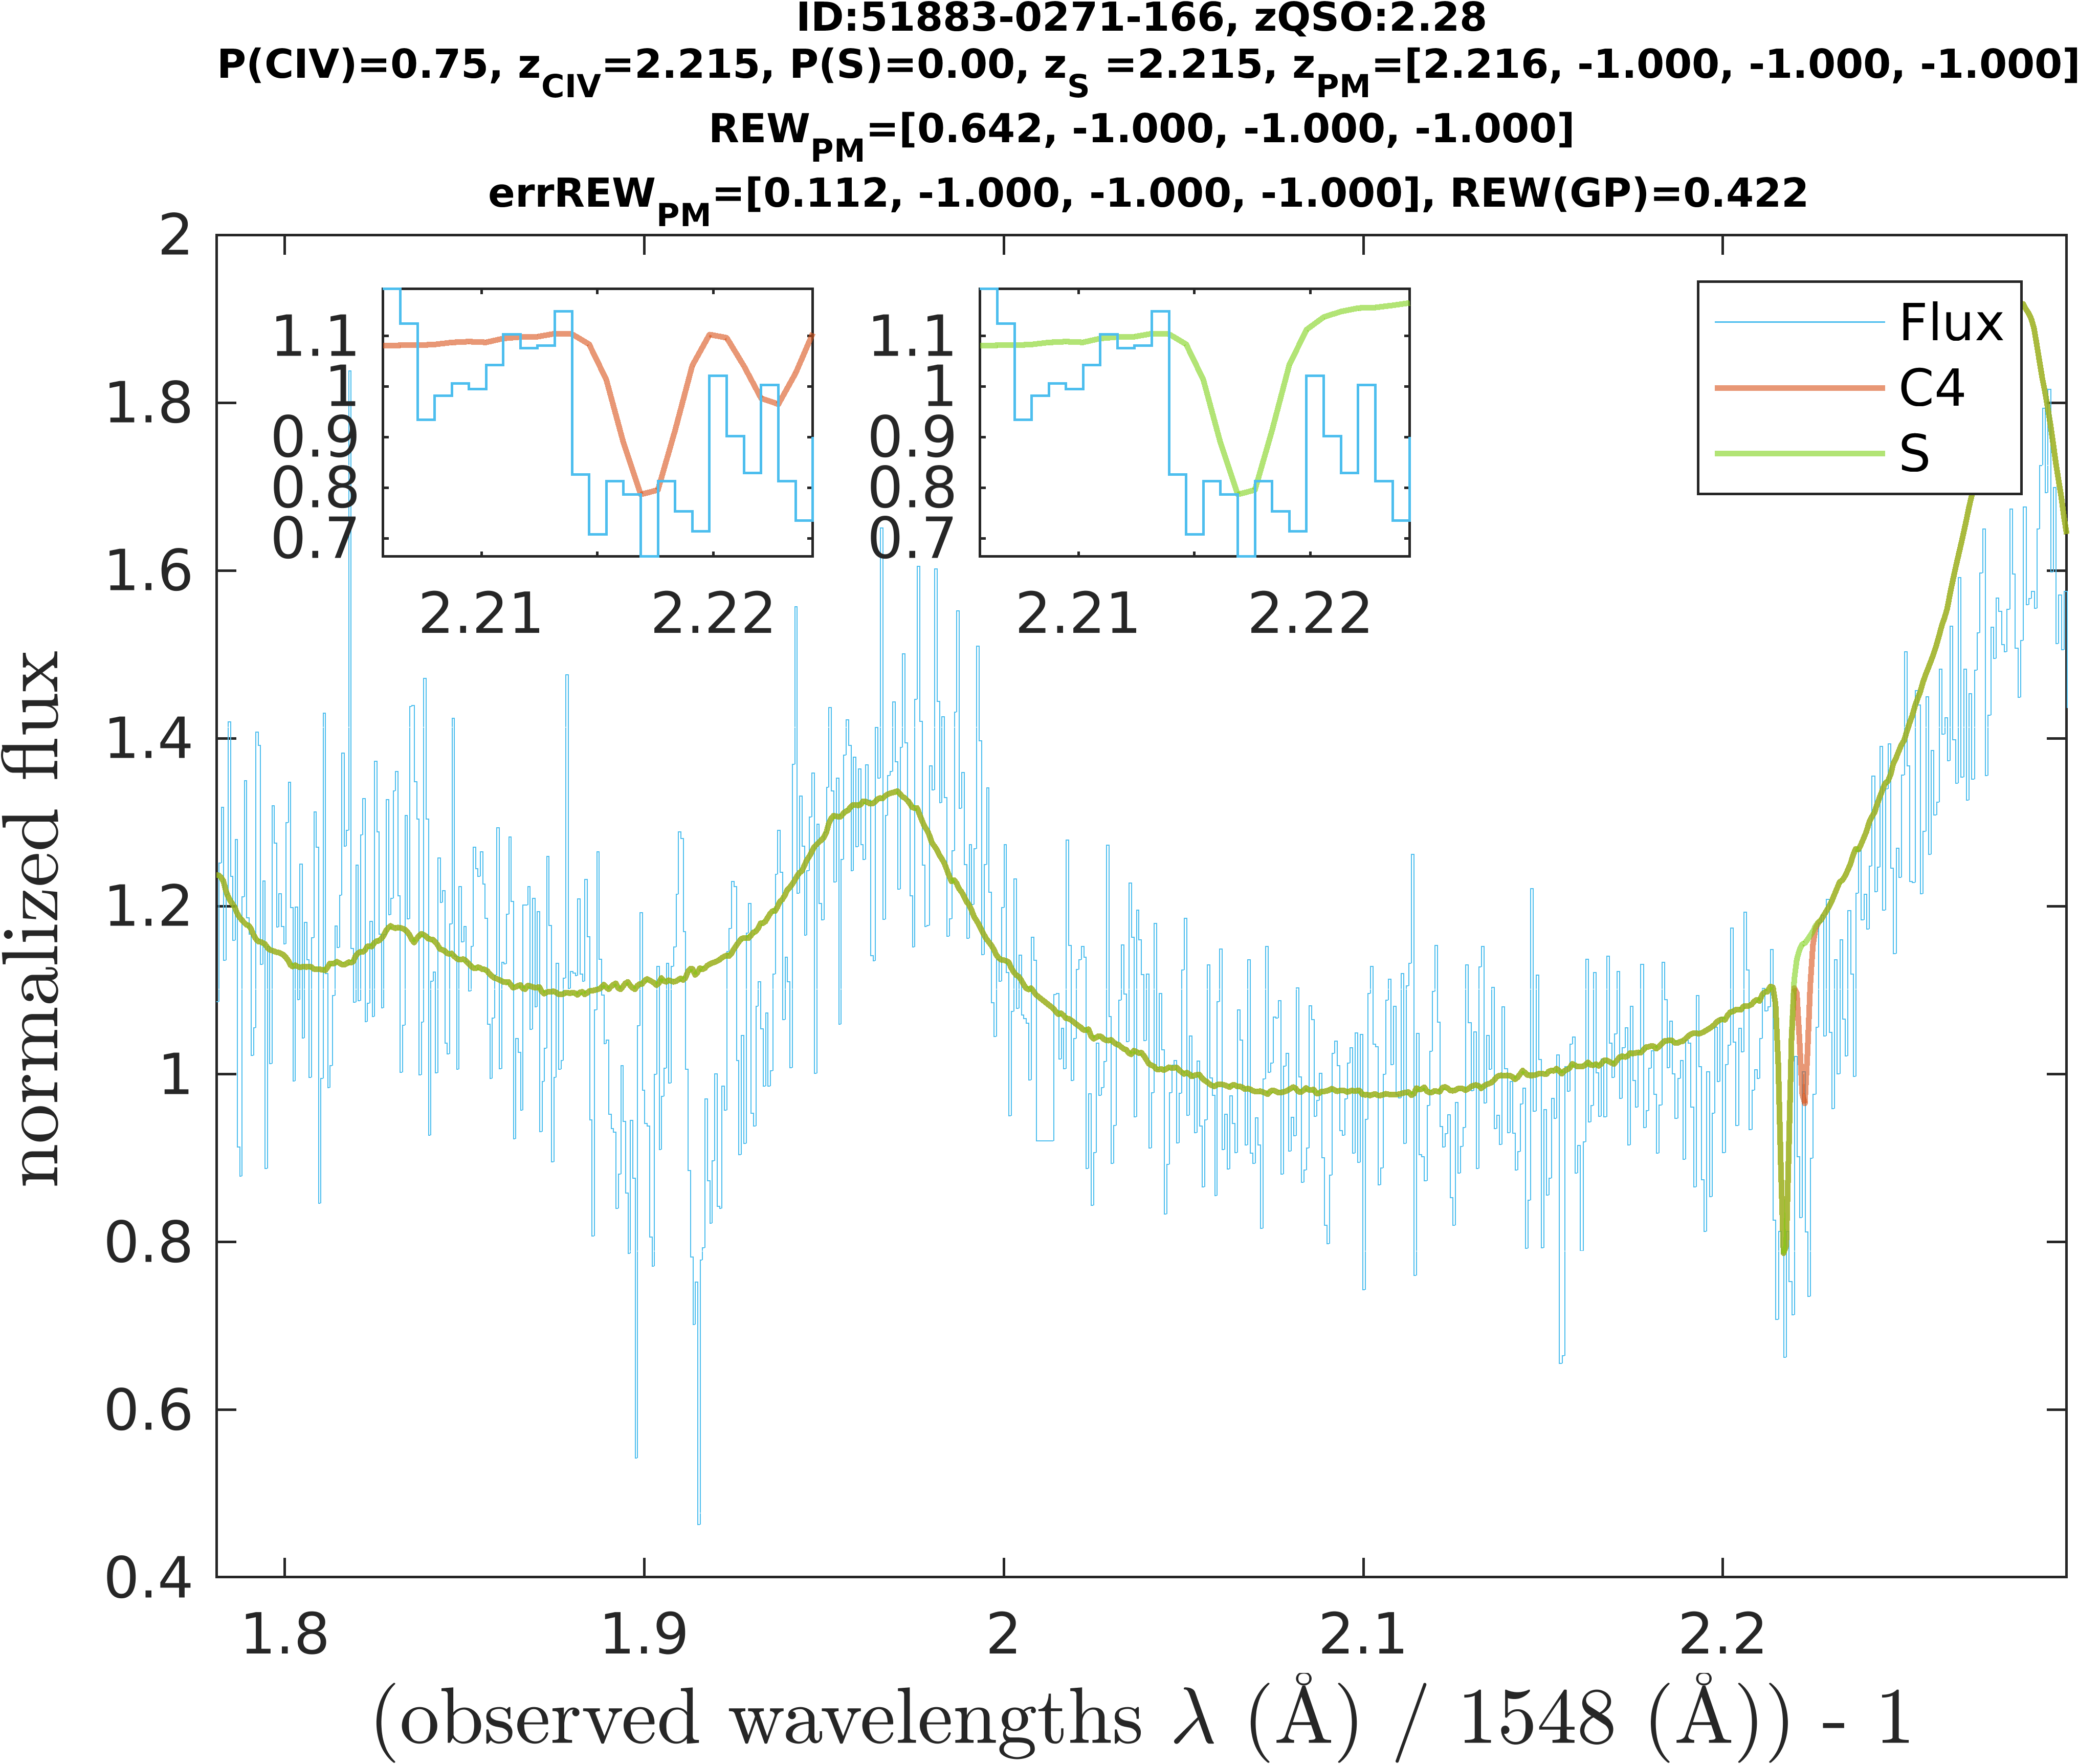 ID:51883-0271-166, zQSO:2.28
P(CIV)=0.75, zCIV=2.215, P(S)=0.00, zS =2.215, zPM=[2.216, -1.000, -1.000, -1.000]
REWPM=[0.642, -1.000, -1.000, -1.000]
errREWPM=[0.112, -1.000, -1.000, -1.000], REW(GP)=0.422
2
1.8
1.6
1.4
1.2
1
0.8
0.6
0.4
normalized flux
1.1
1
0.9
0.8
0.7
2.21 2.22
1.1
1
0.9
0.8
0.7
2.21 2.22
Flux
C4
S
1.8 1.9 2 2.1 2.2
(observed wavelengths λ (Å) / 1548 (Å)) - 1